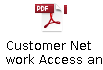 PDF
Customer Net
work Access an